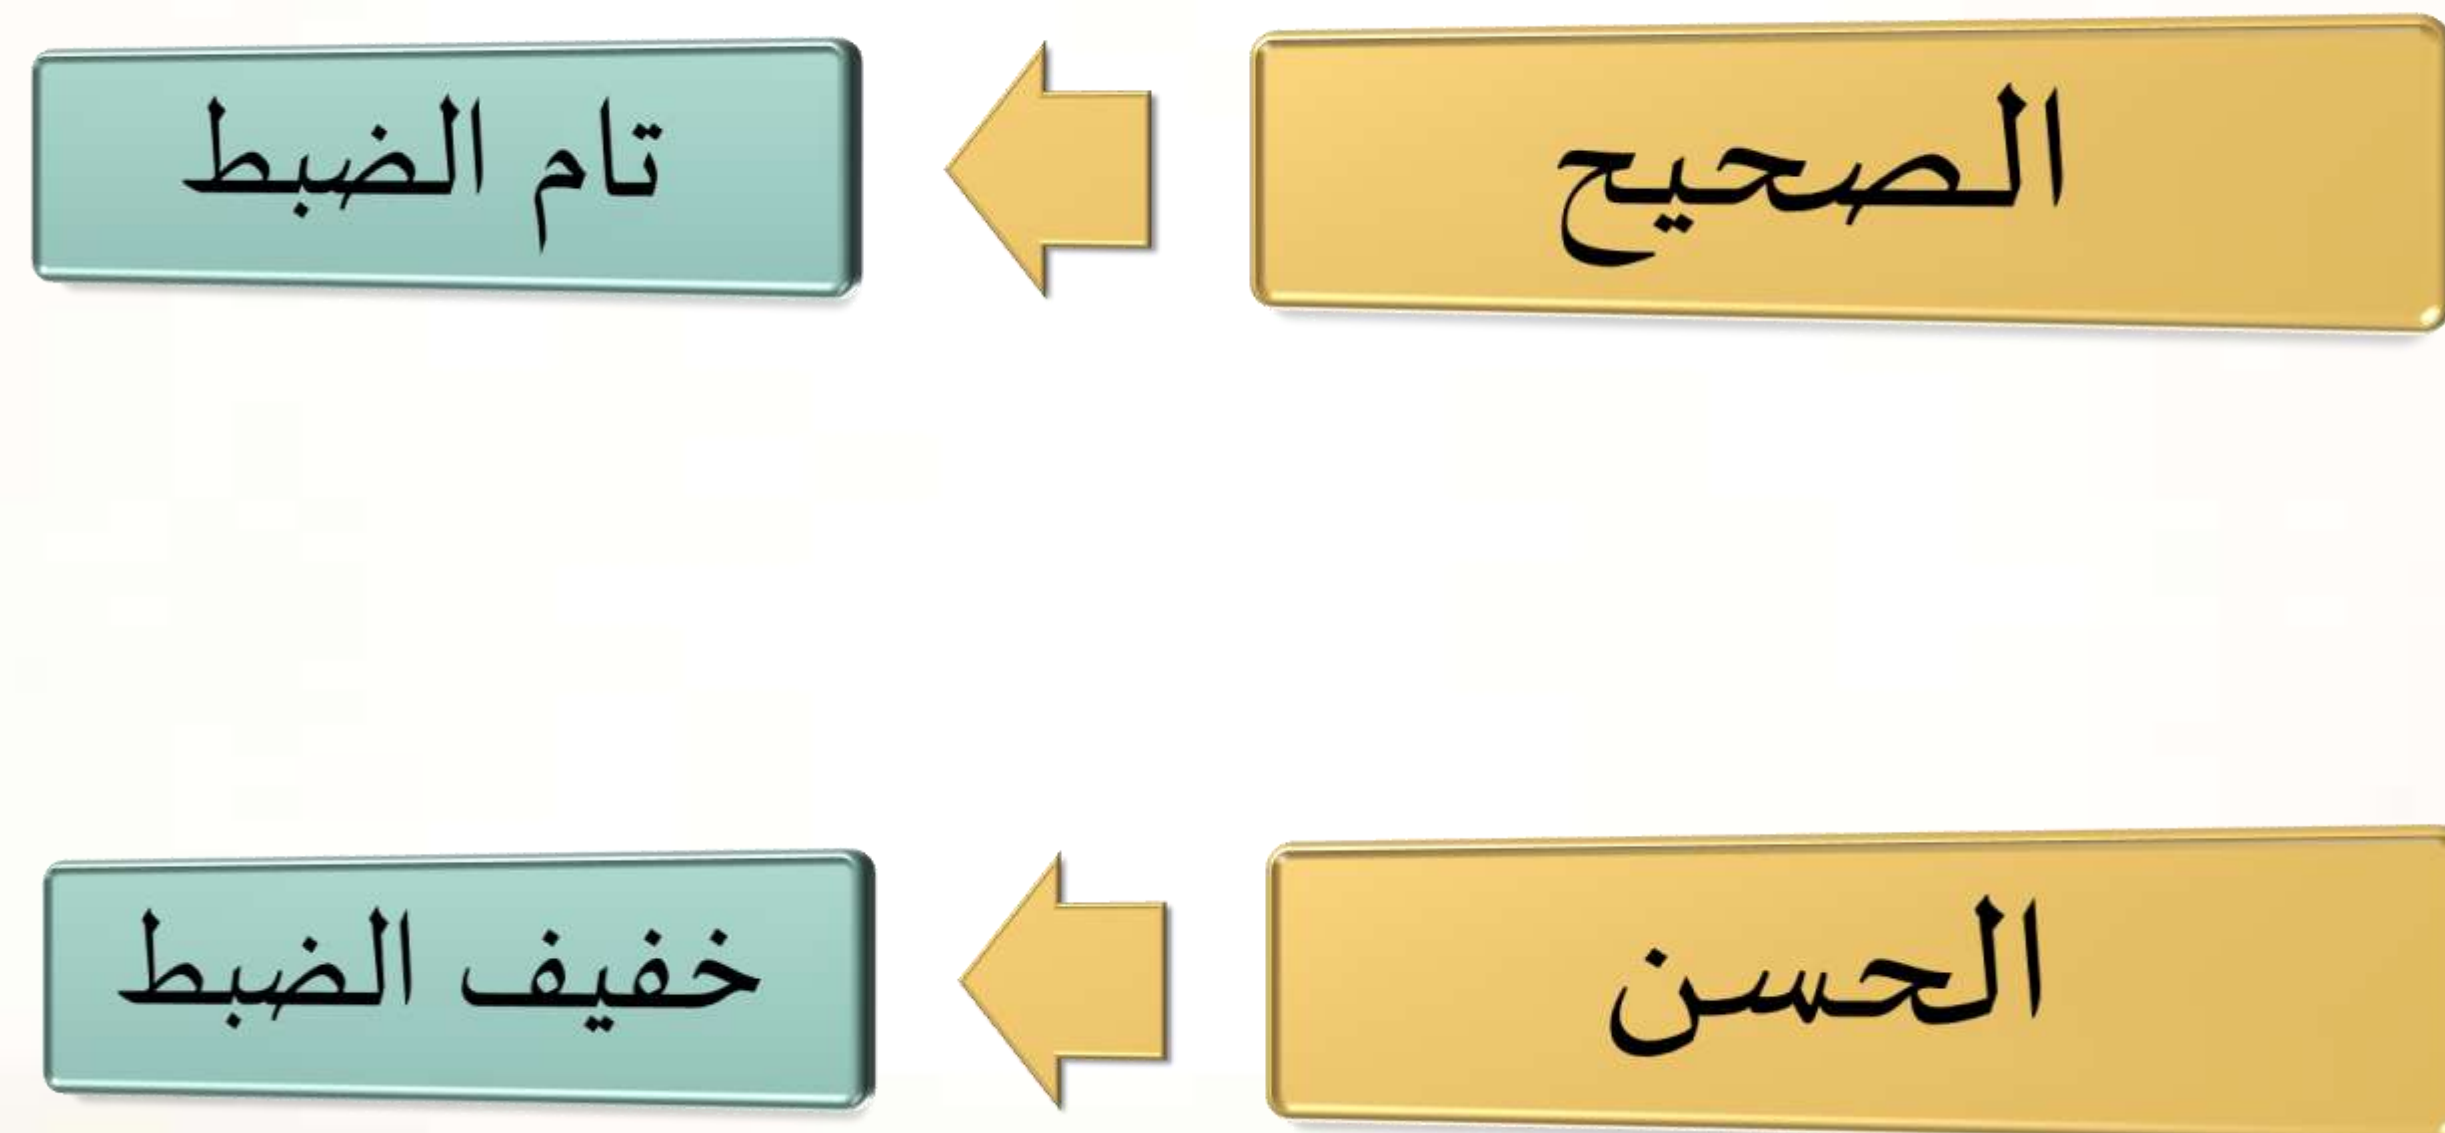 الصحيح
تام الضبط
الحسن
خفيف الضبط